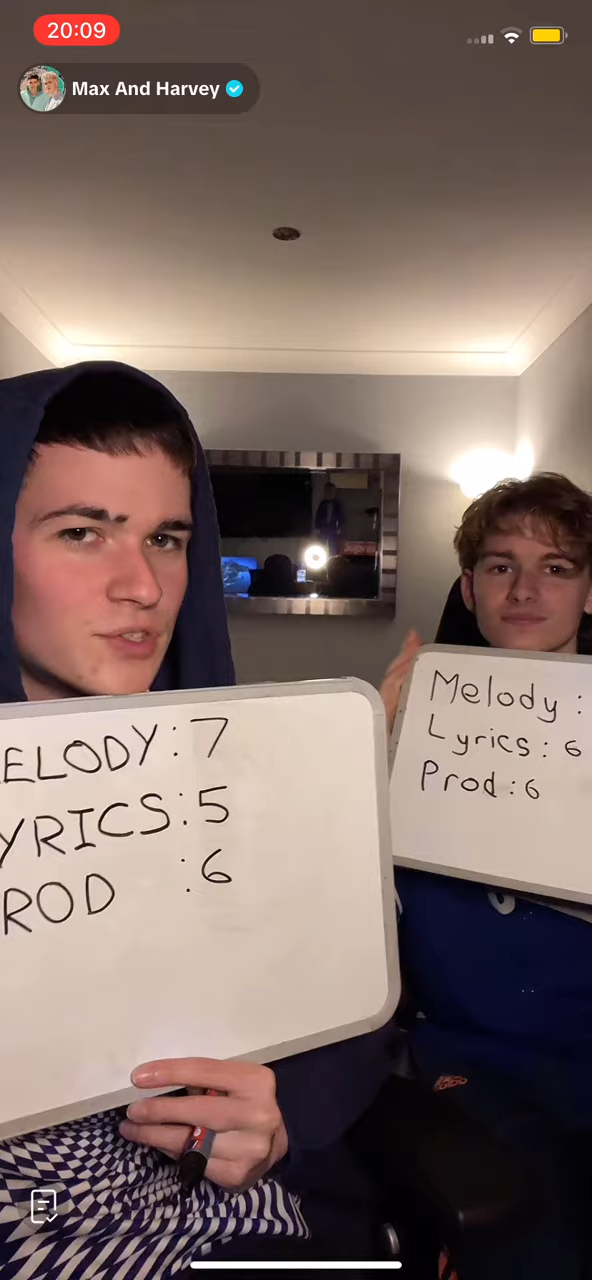 20:09
Max And Harvey
ELODY: 7
YRICS: 5
ROD : 6
Melody :
Lyrics : 6
Prod : 6